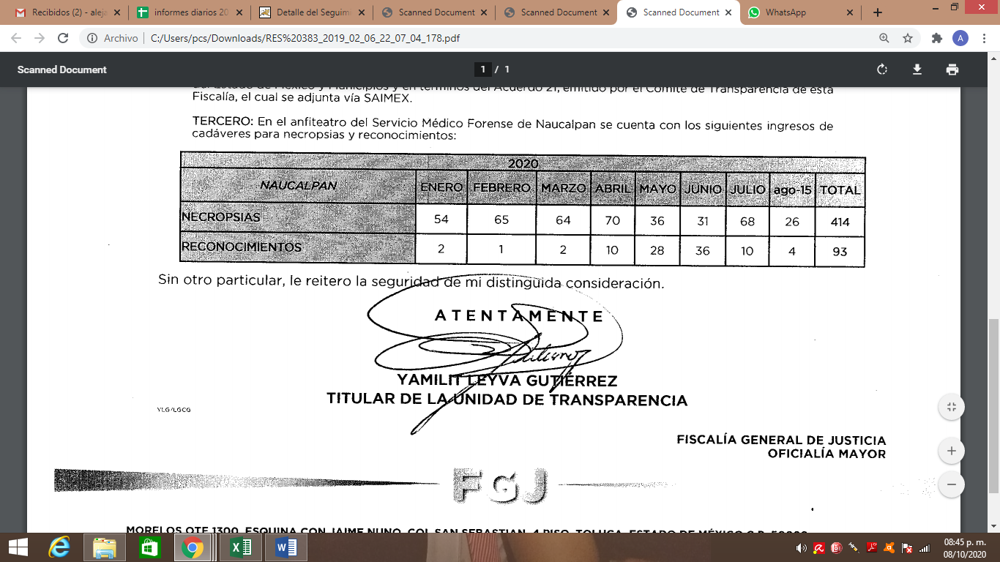 Recibidos (2) - aleja
informes diarios 20
Detalle del Seguimi
Scanned Document
Scanned Document
Scanned Document
WhatsApp
Archivo C:/Users/pcs/Downloads/RES%20383_2019_02_06_22_07_04_178.pdf
A
Scanned Document
1 / 1
del Estado de México y Municipios y en términos del Acuerdo 21, emitido por el Comité de Transparencia de esta
Fiscalía, el cual se adjunta vía SAIMEX.
TERCERO: En el anfiteatro del Servicio Médico Forense de Naucalpan se cuenta con los siguientes ingresos de
cadáveres para necropsias y reconocimientos:
2020
NAUCALPAN ENERO FEBRERO MARZO ABRIL MAYO JUNIO JULIO ago-15 TOTAL
NECROPSIAS 54 65 64 70 36 31 68 26 414
RECONOCIMIENTOS 2 1 2 10 28 36 10 4 93
Sin otro particular, le reitero la seguridad de mi distinguida consideración.
A T E N T A M E N T E
YAMILIT LEYVA GUTIÉRREZ
TITULAR DE LA UNIDAD DE TRANSPARENCIA
YLG/LGCG
FISCALÍA GENERAL DE JUSTICIA
OFICIALÍA MAYOR
FGJ
MORELOS OTE 1300, ESQUINA CON JAIME NUNO, COL. SAN SEBASTIAN, 4 PISO, TOLUCA, ESTADO DE MÉXICO C.P.
08:45 p. m.
08/10/2020